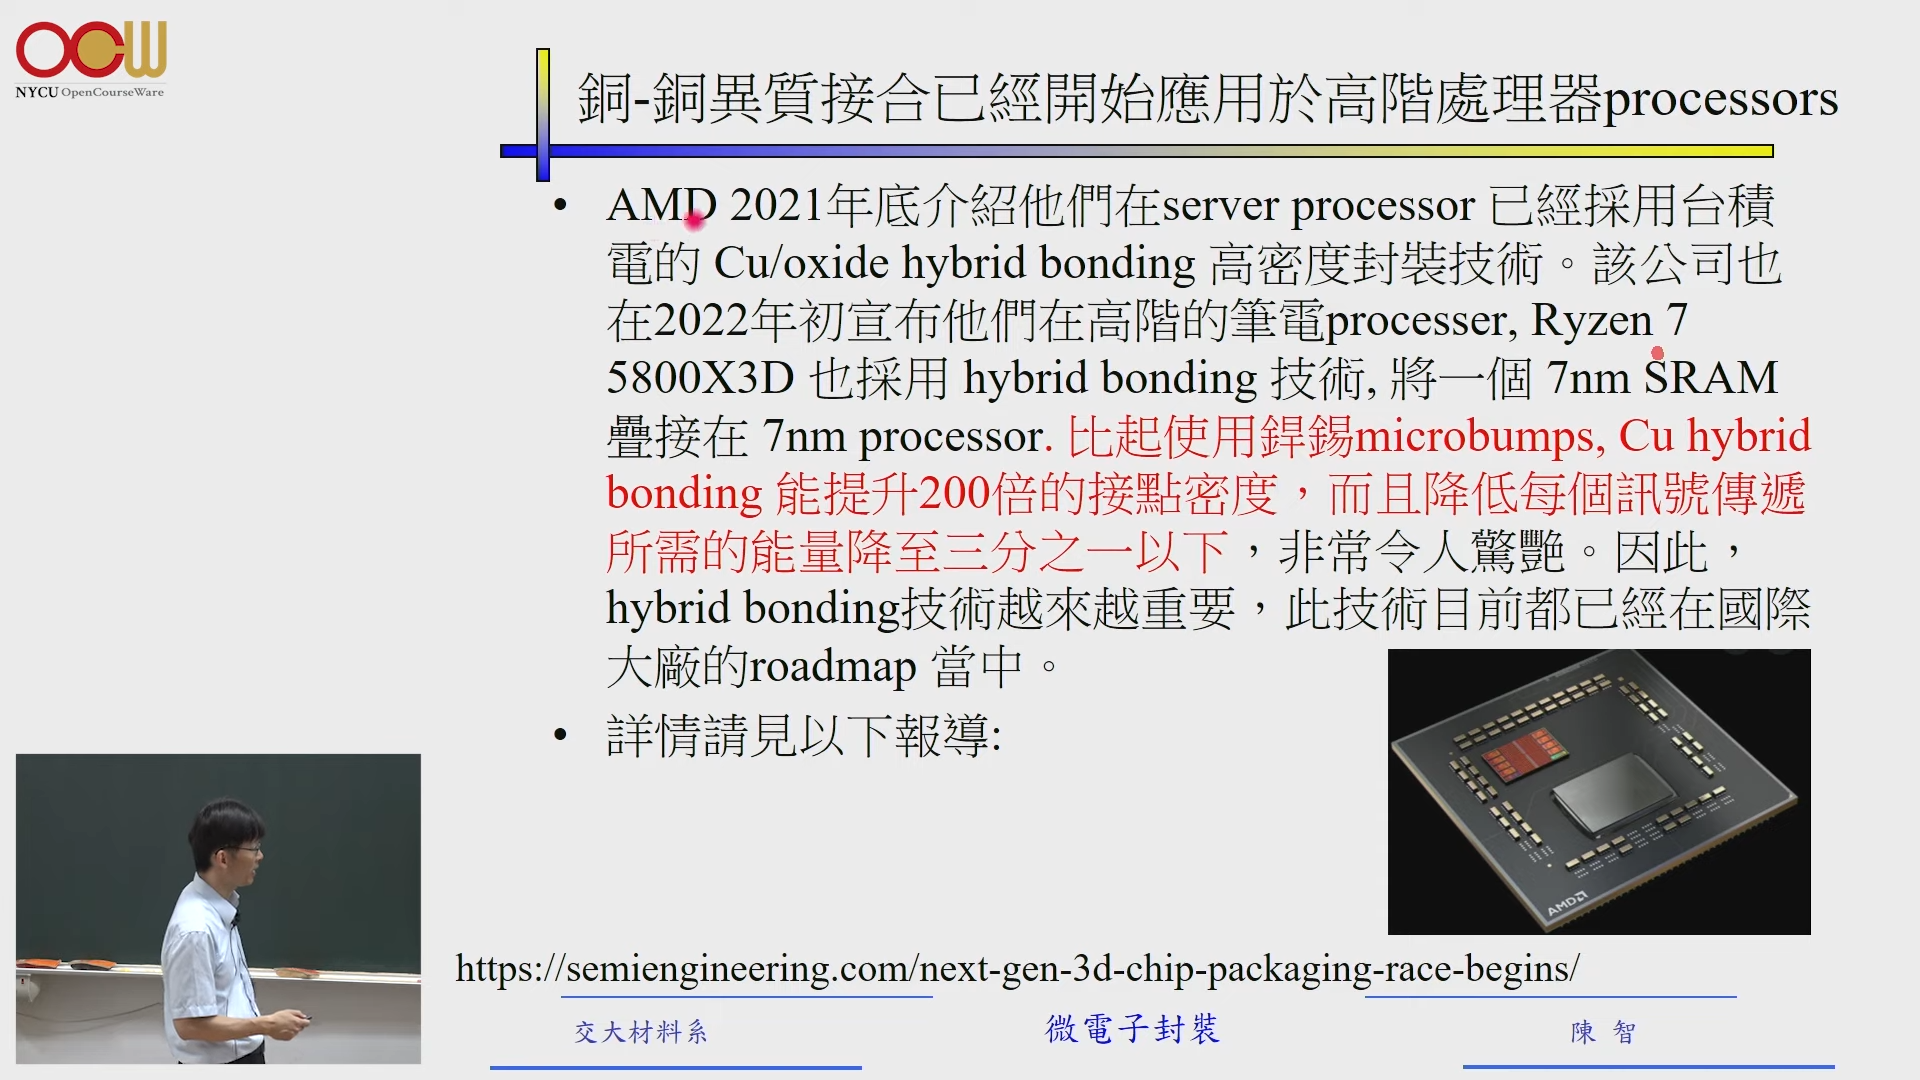 OCW
NYCU OpenCourseWare
銅-銅異質接合已經開始應用於高階處理器processors
• AMD 2021年底介紹他們在server processor 已經採用台積
電的 Cu/oxide hybrid bonding 高密度封裝技術。該公司也
在2022年初宣布他們在高階的筆電processer, Ryzen 7
5800X3D 也採用 hybrid bonding 技術, 將一個 7nm SRAM
疊接在 7nm processor. 比起使用銲錫microbumps, Cu hybrid
bonding 能提升200倍的接點密度，而且降低每個訊號傳遞
所需的能量降至三分之一以下，非常令人驚艷。因此，
hybrid bonding技術越來越重要，此技術目前都已經在國際
大廠的roadmap 當中。
• 詳情請見以下報導:
AMD
https://semiengineering.com/next-gen-3d-chip-packaging-race-begins/
交大材料系
微電子封裝
陳 智